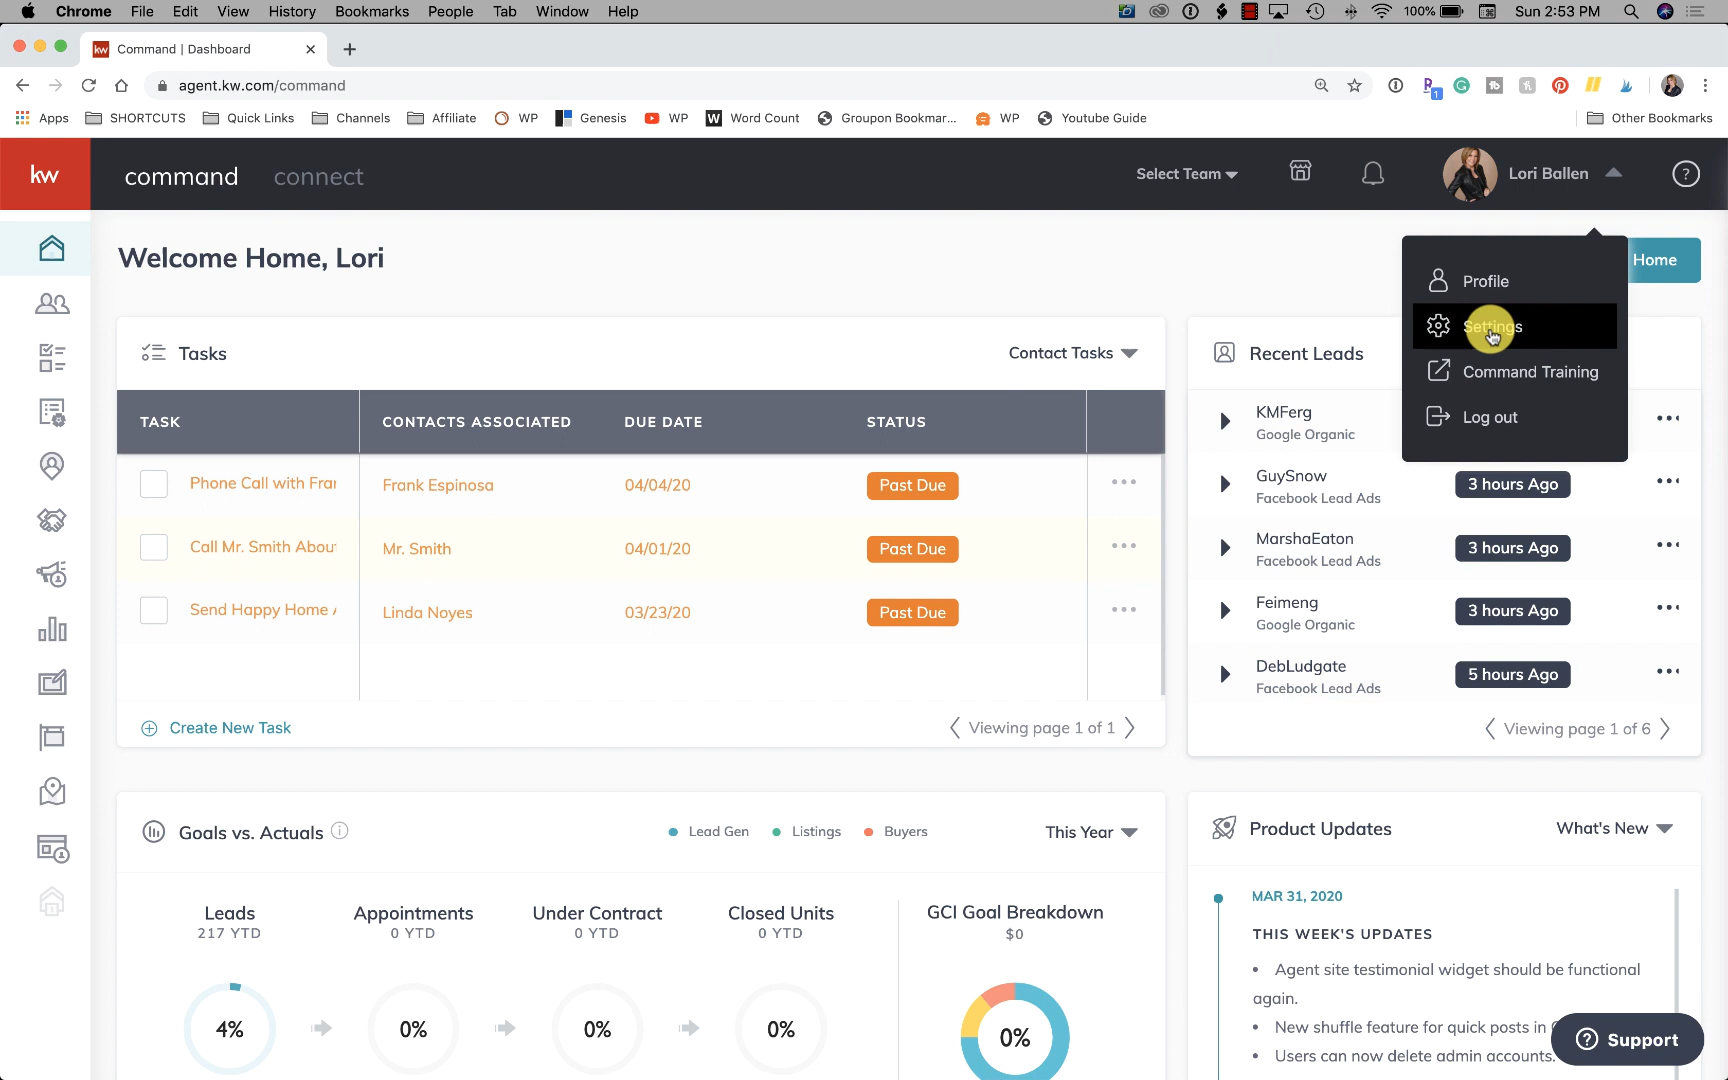 Chrome File Edit View History Bookmarks People Tab Window Help 100% Sun 2:53 PM
kw Command | Dashboard
agent.kw.com/command
Apps SHORTCUTS Quick Links Channels Affiliate WP Genesis WP W Word Count Groupon Bookmar... WP Youtube Guide Other Bookmarks
kw command connect Select Team Lori Ballen ?
Welcome Home, Lori
Home
Profile
Settings
Command Training
Log out
Tasks Contact Tasks
TASK CONTACTS ASSOCIATED DUE DATE STATUS
Phone Call with Fra Frank Espinosa 04/04/20 Past Due
Call Mr. Smith Abou Mr. Smith 04/01/20 Past Due
Send Happy Home Linda Noyes 03/23/20 Past Due
Create New Task Viewing page 1 of 1
Recent Leads
KMFerg
Google Organic
GuySnow
Facebook Lead Ads
3 hours Ago
MarshaEaton
Facebook Lead Ads
3 hours Ago
Feimeng
Google Organic
3 hours Ago
DebLudgate
Facebook Lead Ads
5 hours Ago
Viewing page 1 of 6
Goals vs. Actuals Lead Gen Listings Buyers This Year
Leads Appointments Under Contract Closed Units GCI Goal Breakdown
217 YTD 0 YTD 0 YTD 0 YTD $0
4% 0% 0% 0% 0%
Product Updates What's New
MAR 31, 2020
THIS WEEK'S UPDATES
• Agent site testimonial widget should be functional
again.
• New shuffle feature for quick posts in
• Users can now delete admin accounts.
? Support